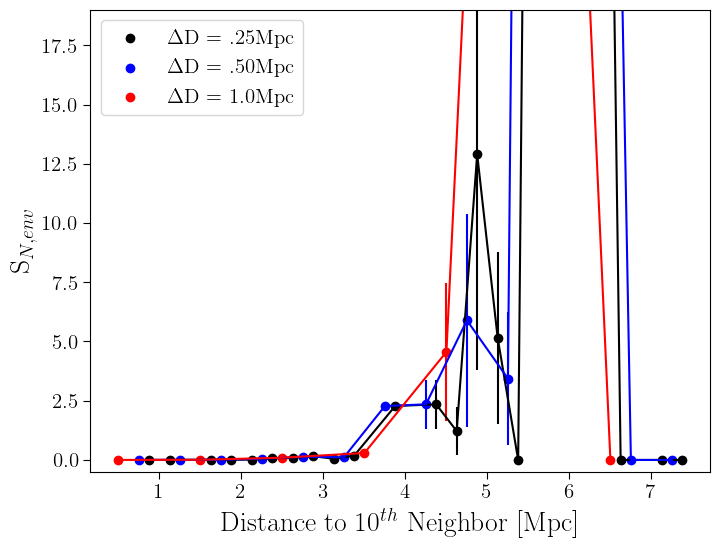 ΔD = .25Mpc
ΔD = .50Mpc
ΔD = 1.0Mpc
17.5
15.0
12.5
10.0
7.5
5.0
2.5
0.0
S_{N,env}
1 2 3 4 5 6 7
Distance to 10^{th} Neighbor [Mpc]